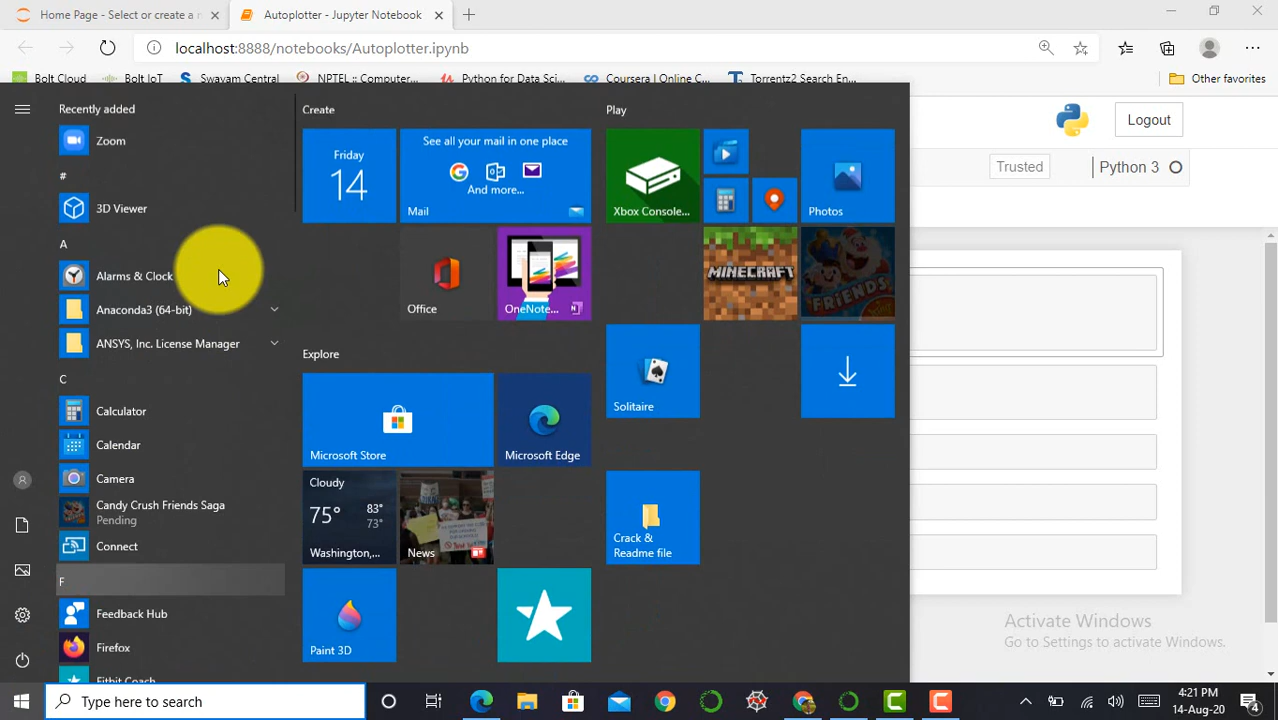 Home Page - Select or create a n
Autoplotter - Jupyter Notebook
localhost:8888/notebooks/Autoplotter.ipynb
Bolt Cloud
Bolt IoT
Swayam Central
NPTEL :: Computer...
Python for Data Sci...
Coursera | Online C...
Torrentz2 Search En...
Other favorites
Recently added
Zoom
#
3D Viewer
A
Alarms & Clock
Anaconda3 (64-bit)
ANSYS, Inc. License Manager
C
Calculator
Calendar
Camera
Candy Crush Friends Saga
Pending
Connect
F
Feedback Hub
Firefox
Fitbit Coach
Create
Friday
14
See all your mail in one place
And more...
Mail
Office
OneNote...
Explore
Microsoft Store
Microsoft Edge
Cloudy
75°
83°
73°
Washington,...
News
Paint 3D
Play
Xbox Console...
Photos
MINECRAFT
FRIENDS
Solitaire
Crack &
Readme file
Logout
Trusted
Python 3
Activate Windows
Go to Settings to activate Windows.
Type here to search
4:21 PM
14-Aug-20
4